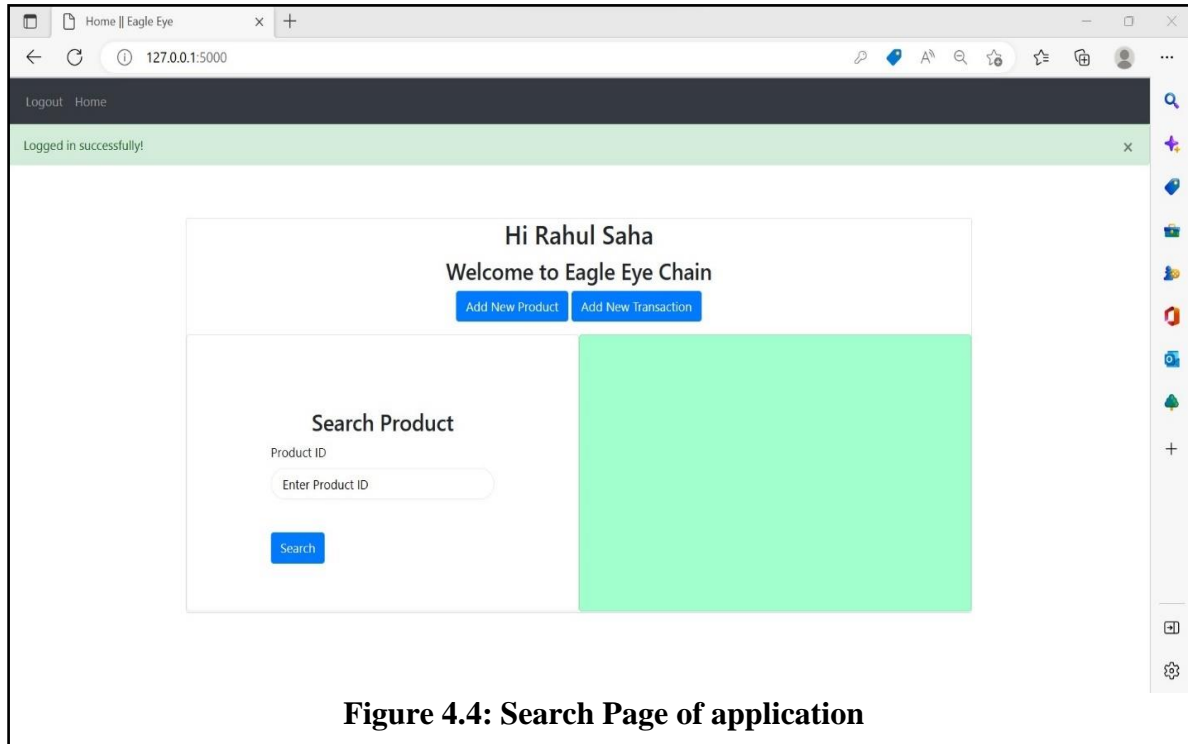 Home || Eagle Eye
127.0.0.1:5000
Logout Home
Logged in successfully!
Hi Rahul Saha
Welcome to Eagle Eye Chain
Add New Product Add New Transaction
Search Product
Product ID
Enter Product ID
Search
Figure 4.4: Search Page of application